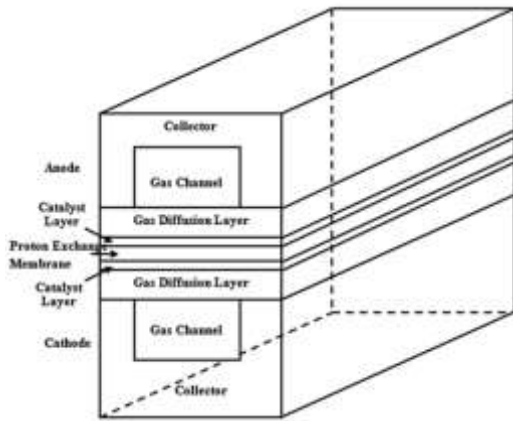 Collector
Anode
Gas Channel
Catalyst
Layer
Gas Diffusion Layer
Proton Exchange
Membrane
Catalyst
Layer
Gas Diffusion Layer
Gas Channel
Cathode
Collector